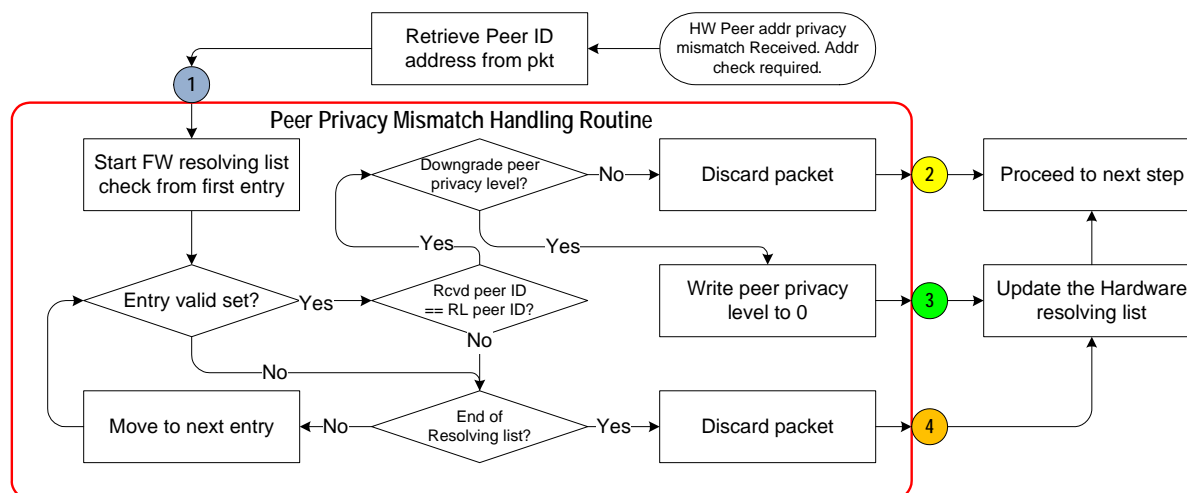 Retrieve Peer ID
address from pkt
HW Peer addr privacy
mismatch Received. Addr
check required.
1
Peer Privacy Mismatch Handling Routine
Start FW resolving list
check from first entry
Downgrade peer
privacy level?
No
Discard packet
2
Proceed to next step
Yes
Yes
Entry valid set?
Yes
Rcvd peer ID
== RL peer ID?
Write peer privacy
level to 0
3
Update the Hardware
resolving list
No
No
Move to next entry
No
End of
Resolving list?
Yes
Discard packet
4